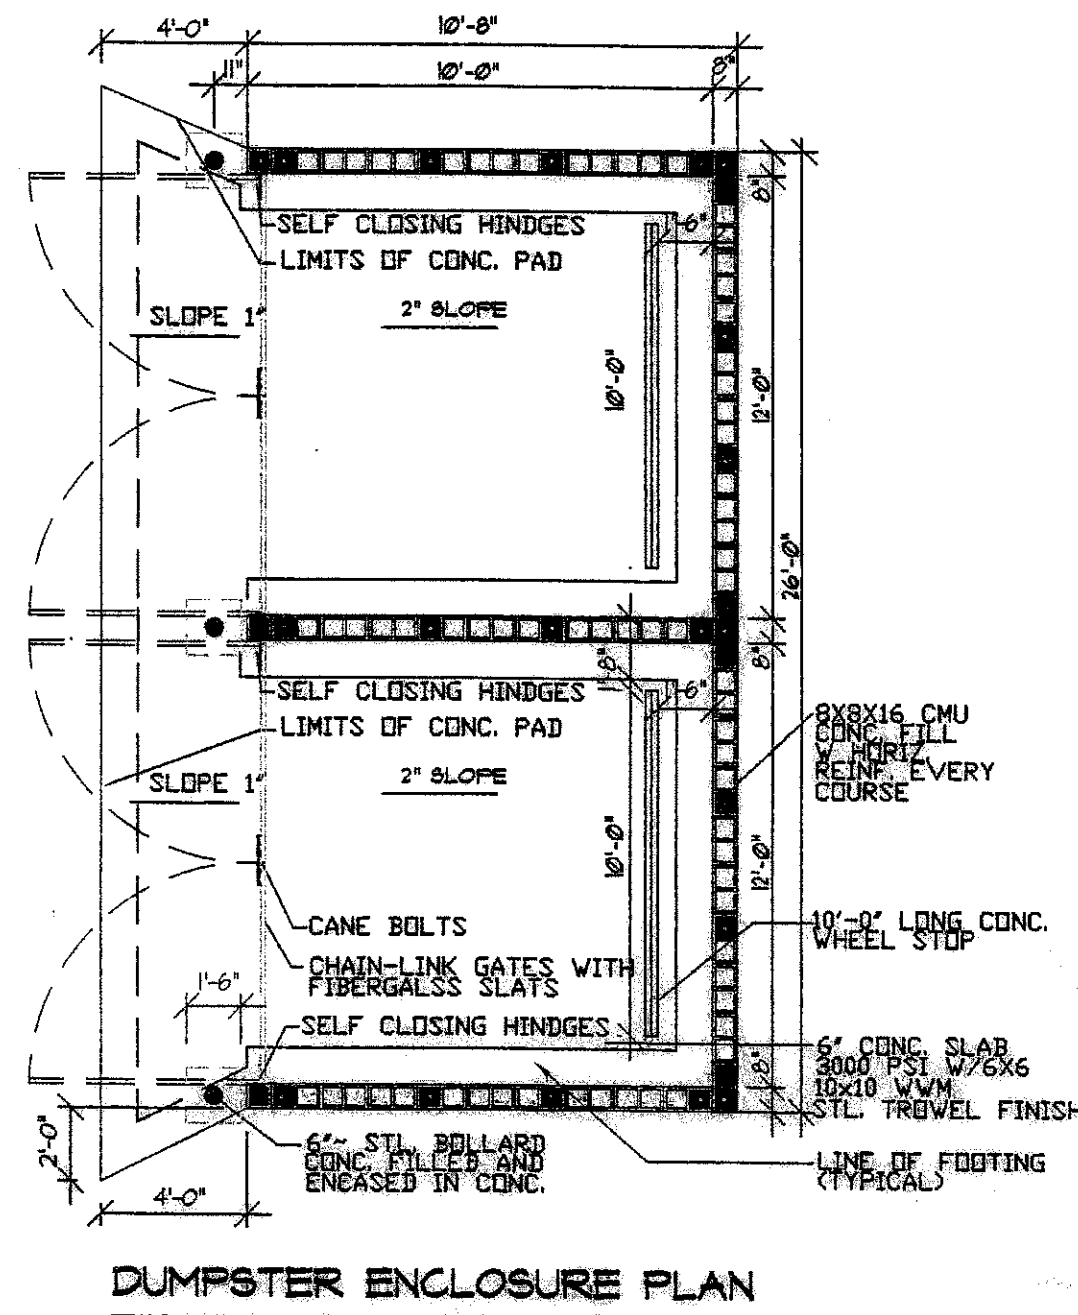 4'-0"
10'-8"
11"
10'-0"
8"
8"
SELF CLOSING HINDGES
6"
LIMITS OF CONC. PAD
SLOPE 1"
2" SLOPE
10'-0"
12'-0"
26'-0"
8"
1'-8"
SELF CLOSING HINDGES
6"
LIMITS OF CONC. PAD
8X8X16 CMU
CONC. FILL
W HORIZ
REINF. EVERY
COURSE
SLOPE 1"
2" SLOPE
10'-0"
12'-0"
CANE BOLTS
10'-0" LONG CONC.
WHEEL STOP
CHAIN-LINK GATES WITH
FIBERGALSS SLATS
1'-6"
SELF CLOSING HINDGES
6" CONC. SLAB
3000 PSI W/6X6
10x10 WWM
STL. TROWEL FINISH
8"
2'-0"
6"~ STL. BOLLARD
CONC. FILLED AND
ENCASED IN CONC.
LINE OF FOOTING
(TYPICAL)
4'-0"
DUMPSTER ENCLOSURE PLAN